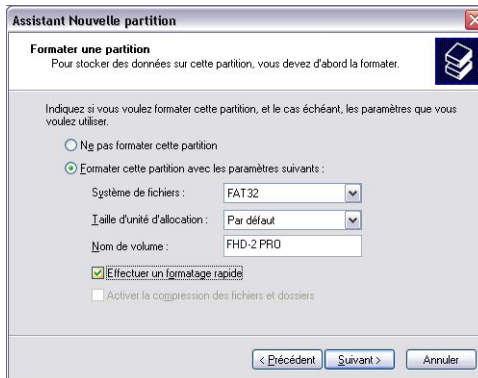 Assistant Nouvelle partition
Formater une partition
Pour stocker des données sur cette partition, vous devez d'abord la formater.
Indiquez si vous voulez formater cette partition, et le cas échéant, les paramètres que vous
voulez utiliser.
Ne pas formater cette partition
Formater cette partition avec les paramètres suivants :
Système de fichiers : FAT32
Taille d'unité d'allocation : Par défaut
Nom de volume : FHD-2 PRO
Effectuer un formatage rapide
Activer la compression des fichiers et dossiers
< Précédent Suivant > Annuler